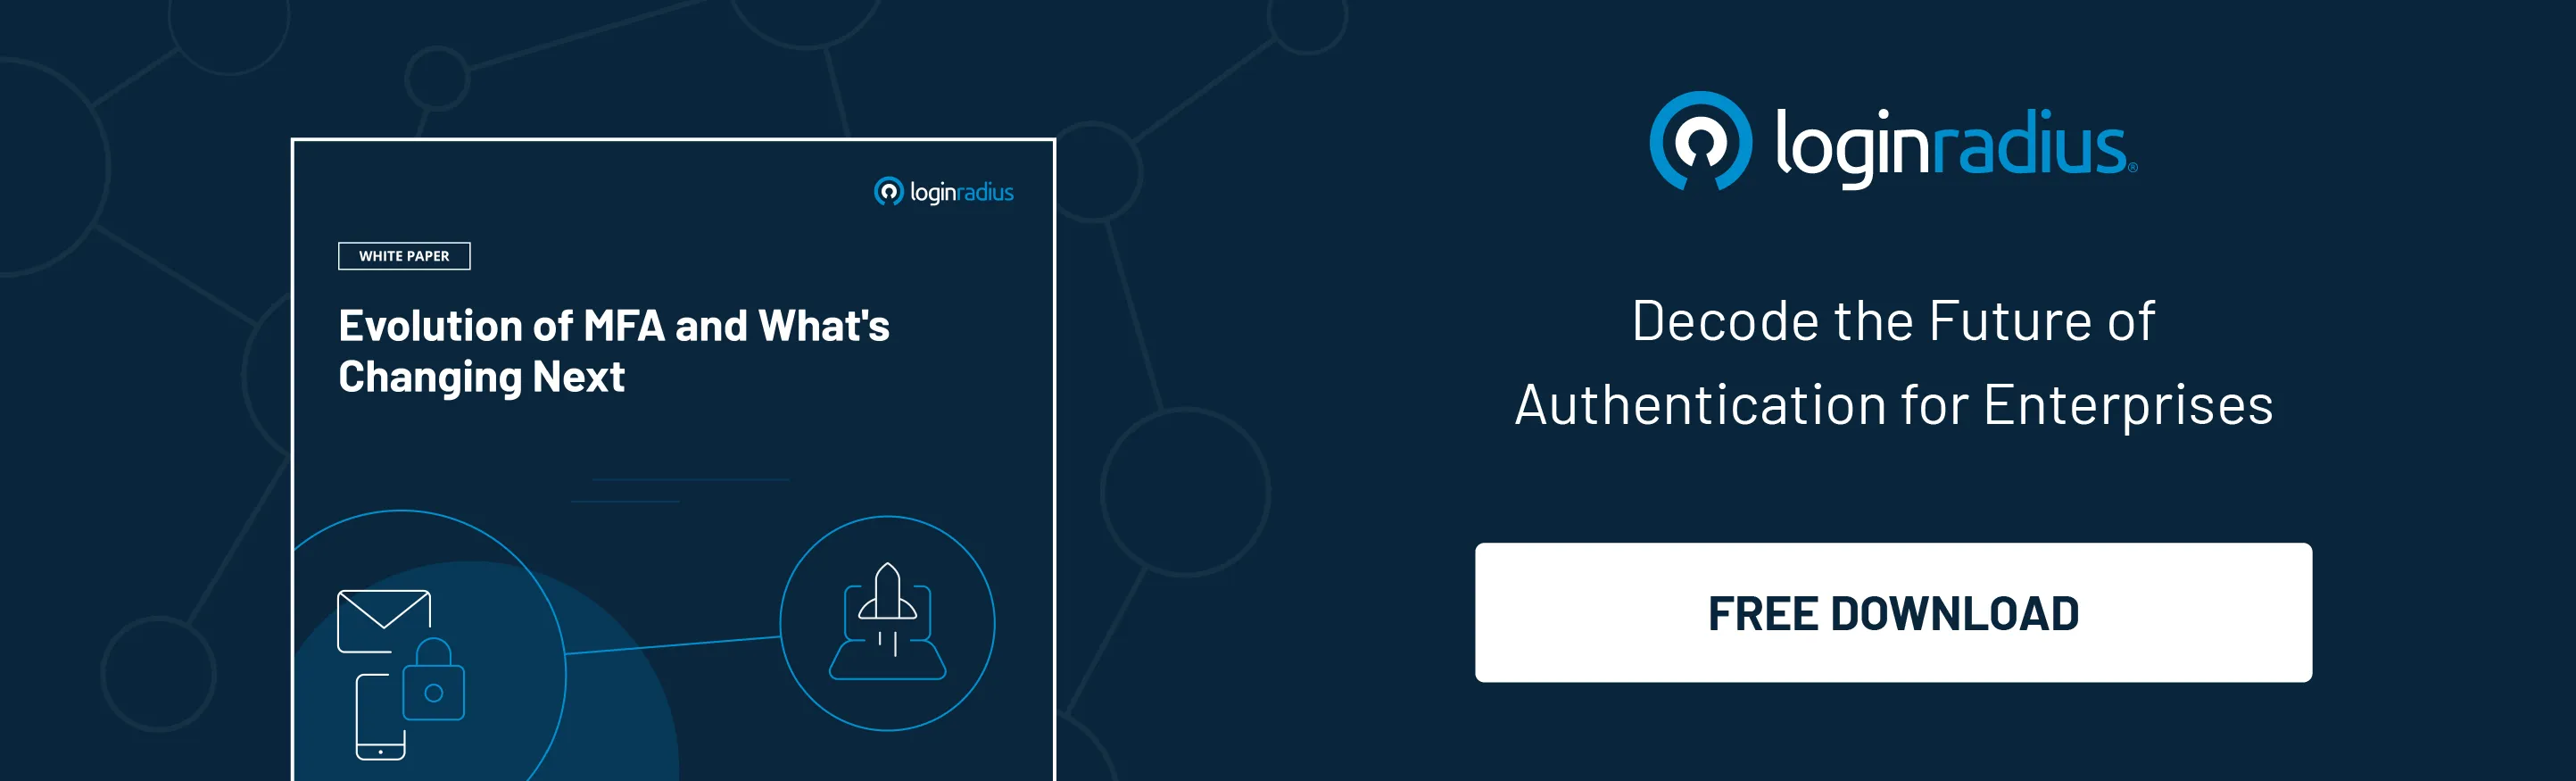 loginradius
WHITE PAPER
Evolution of MFA and What's
Changing Next
loginradius®
Decode the Future of
Authentication for Enterprises
FREE DOWNLOAD